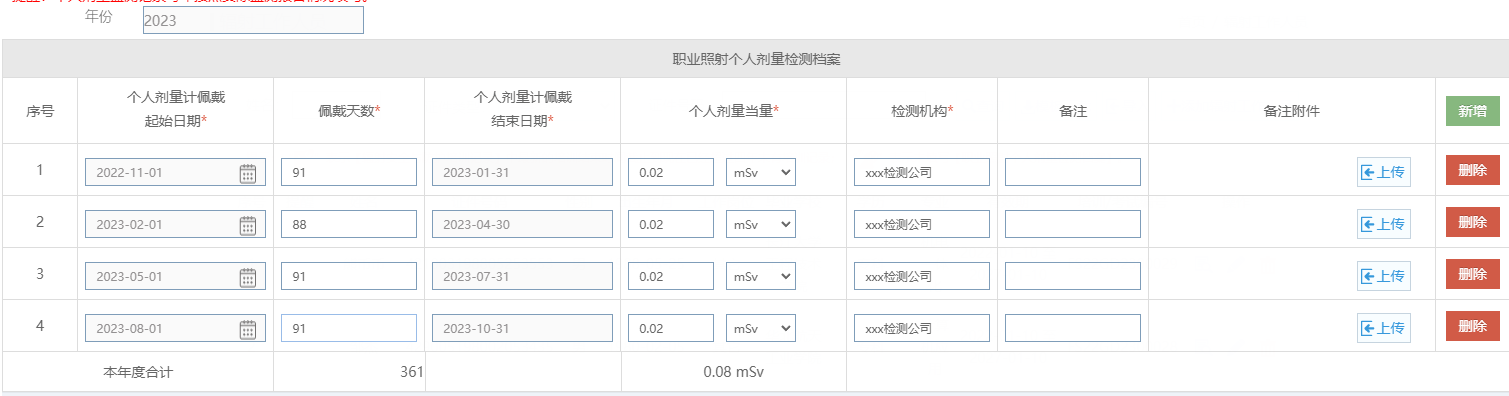 年份 2023
职业照射个人剂量检测档案
序号 个人剂量计佩戴起始日期* 佩戴天数* 个人剂量计佩戴结束日期* 个人剂量当量* 检测机构* 备注 备注附件 新增
1 2022-11-01 91 2023-01-31 0.02 mSv xxx检测公司 上传 删除
2 2023-02-01 88 2023-04-30 0.02 mSv xxx检测公司 上传 删除
3 2023-05-01 91 2023-07-31 0.02 mSv xxx检测公司 上传 删除
4 2023-08-01 91 2023-10-31 0.02 mSv xxx检测公司 上传 删除
本年度合计 361 0.08 mSv